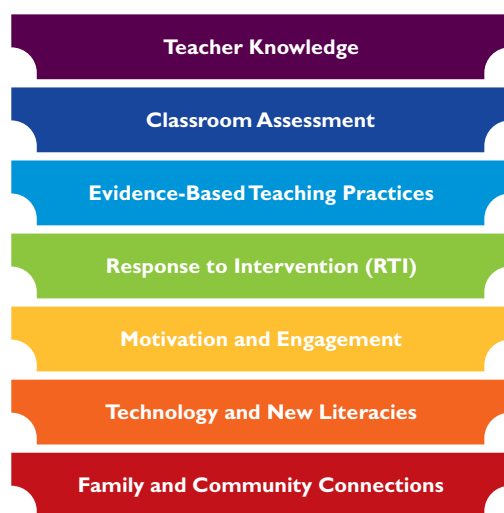 Teacher Knowledge
Classroom Assessment
Evidence-Based Teaching Practices
Response to Intervention (RTI)
Motivation and Engagement
Technology and New Literacies
Family and Community Connections